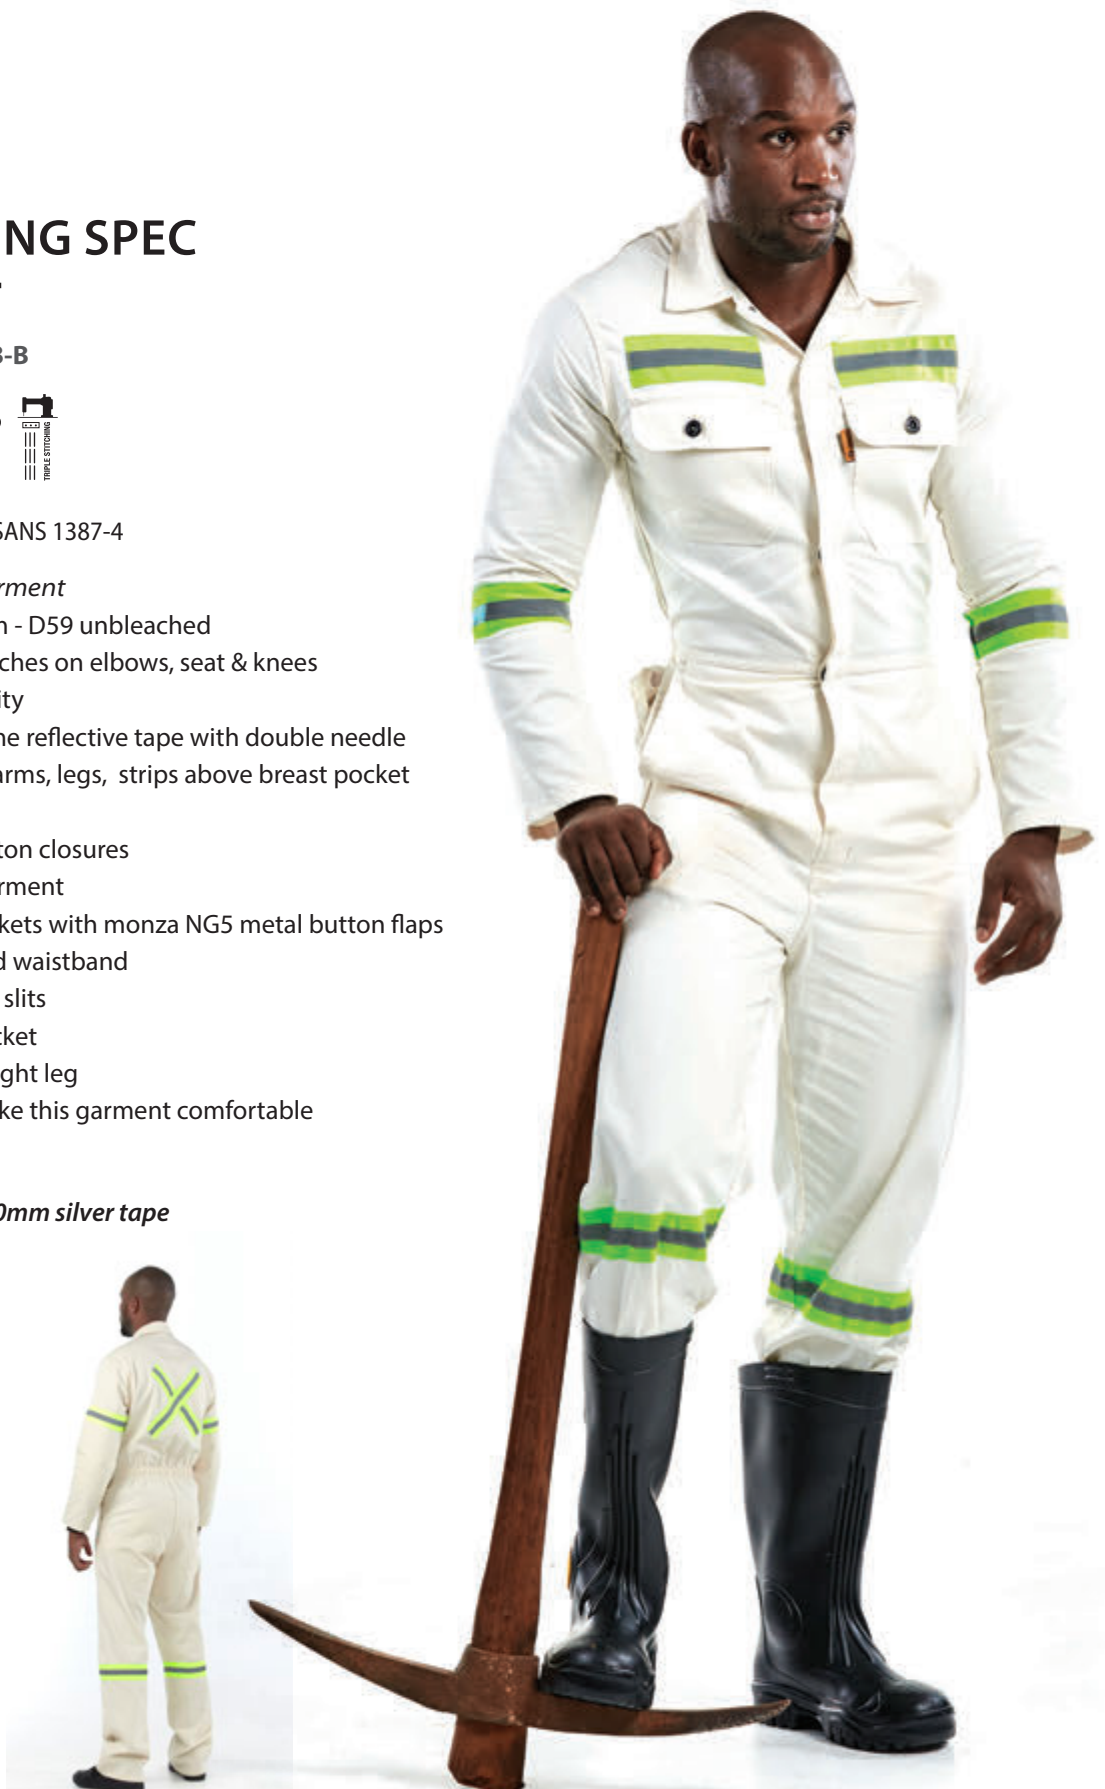 NG SPEC
3-B
TRIPLE STITCHING
SANS 1387-4
rment
n - D59 unbleached
ches on elbows, seat & knees
ity
ne reflective tape with double needle
arms, legs, strips above breast pocket
ton closures
rment
kets with monza NG5 metal button flaps
d waistband
slits
cket
ght leg
ke this garment comfortable
0mm silver tape